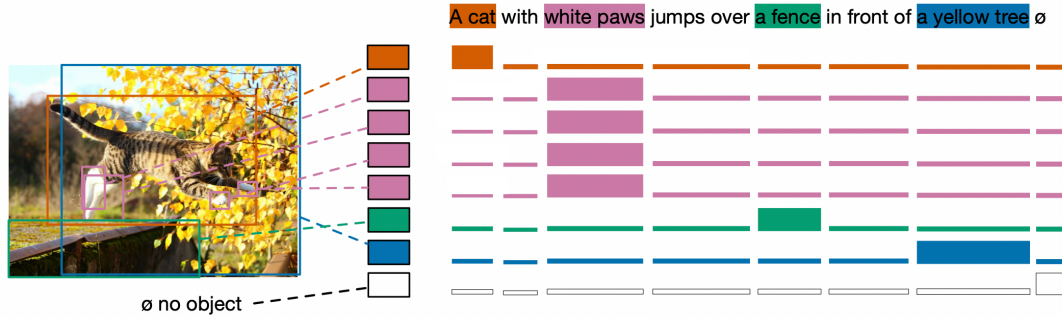 A cat with white paws jumps over a fence in front of a yellow tree ø
ø no object